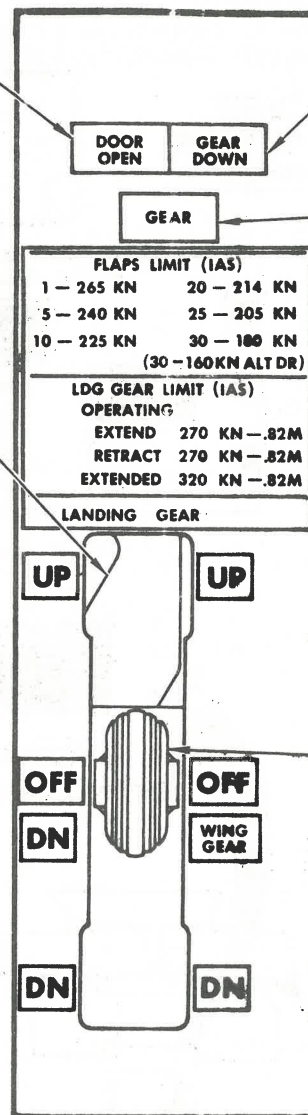 DOOR OPEN
GEAR DOWN
GEAR
FLAPS LIMIT (IAS)
1 — 265 KN 20 — 214 KN
5 — 240 KN 25 — 205 KN
10 — 225 KN 30 — 180 KN
(30 — 160KN ALT DR)
LDG GEAR LIMIT (IAS)
OPERATING
EXTEND 270 KN — .82M
RETRACT 270 KN — .82M
EXTENDED 320 KN — .82M
LANDING GEAR
UP UP
OFF OFF
DN WING GEAR
DN DN